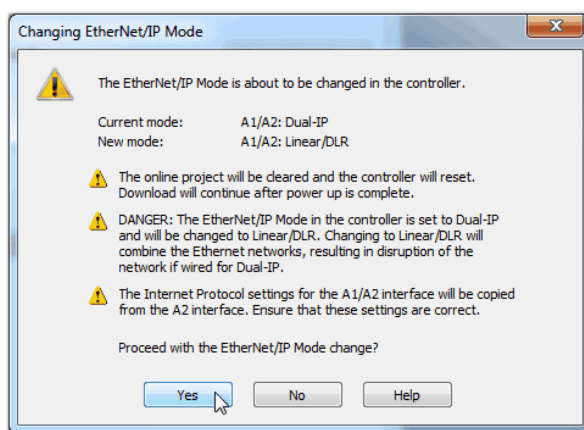 Changing EtherNet/IP Mode
The EtherNet/IP Mode is about to be changed in the controller.
Current mode: A1/A2: Dual-IP
New mode: A1/A2: Linear/DLR
The online project will be cleared and the controller will reset.
Download will continue after power up is complete.
DANGER: The EtherNet/IP Mode in the controller is set to Dual-IP
and will be changed to Linear/DLR. Changing to Linear/DLR will
combine the Ethernet networks, resulting in disruption of the
network if wired for Dual-IP.
The Internet Protocol settings for the A1/A2 interface will be copied
from the A2 interface. Ensure that these settings are correct.
Proceed with the EtherNet/IP Mode change?
Yes No Help